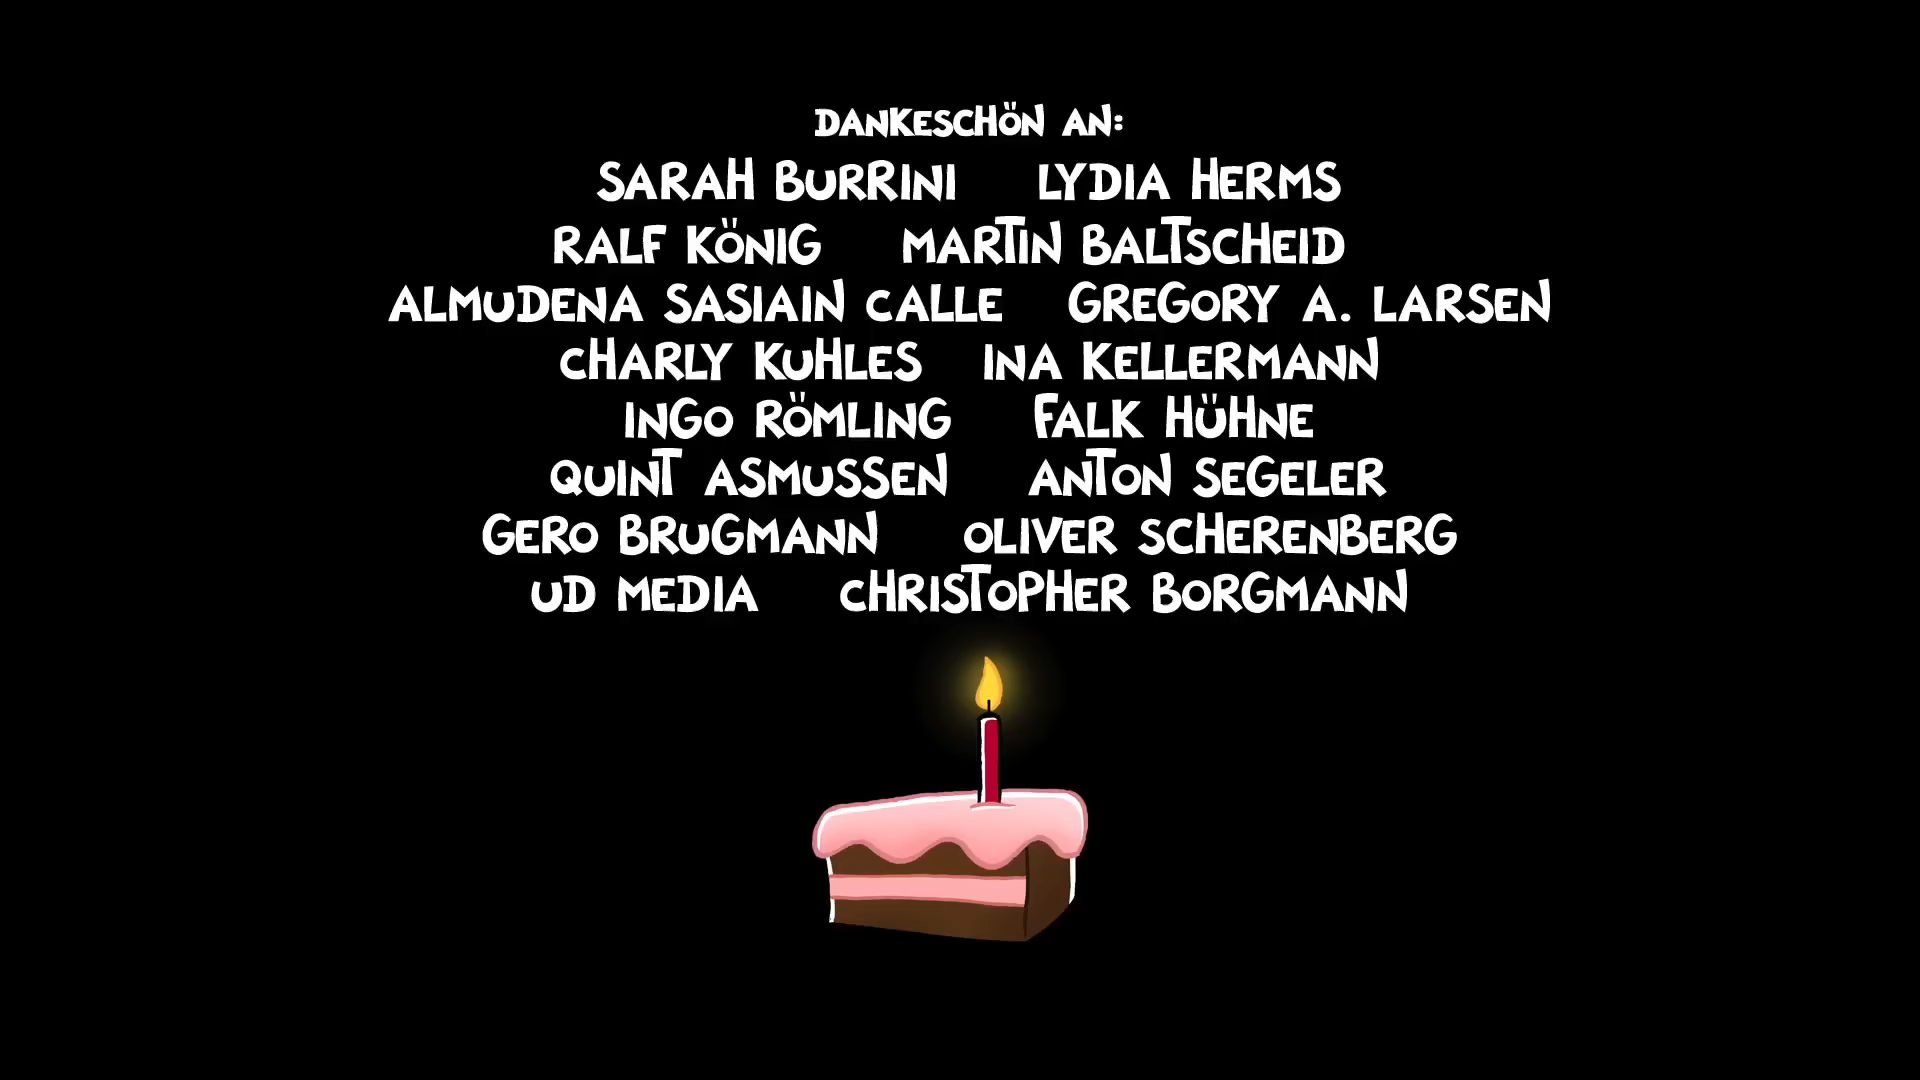 DANKESCHÖN AN:
SARAH BURRINI LYDIA HERMS
RALF KÖNIG MARTIN BALTSCHEID
ALMUDENA SASIAIN CALLE GREGORY A. LARSEN
CHARLY KUHLES INA KELLERMANN
INGO RÖMLING FALK HÜHNE
QUINT ASMUSSEN ANTON SEGELER
GERO BRUGMANN OLIVER SCHERENBERG
UD MEDIA CHRISTOPHER BORGMANN